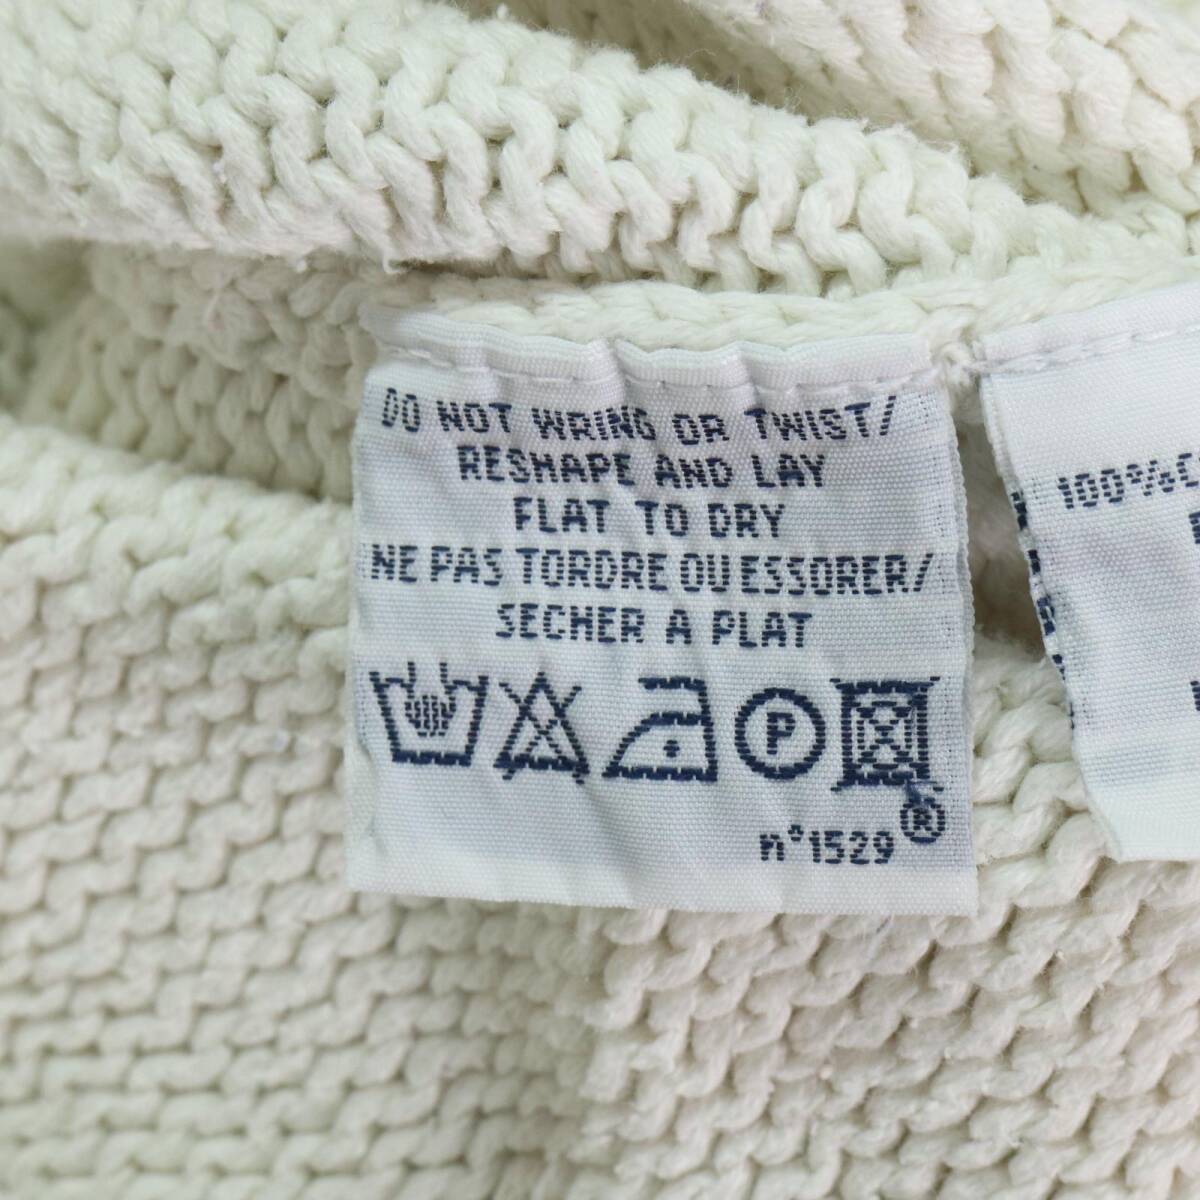 DO NOT WRING OR TWIST/
RESHAPE AND LAY
FLAT TO DRY
NE PAS TORDRE OU ESSORER/
SECHER A PLAT
P
®
n°1529
100%